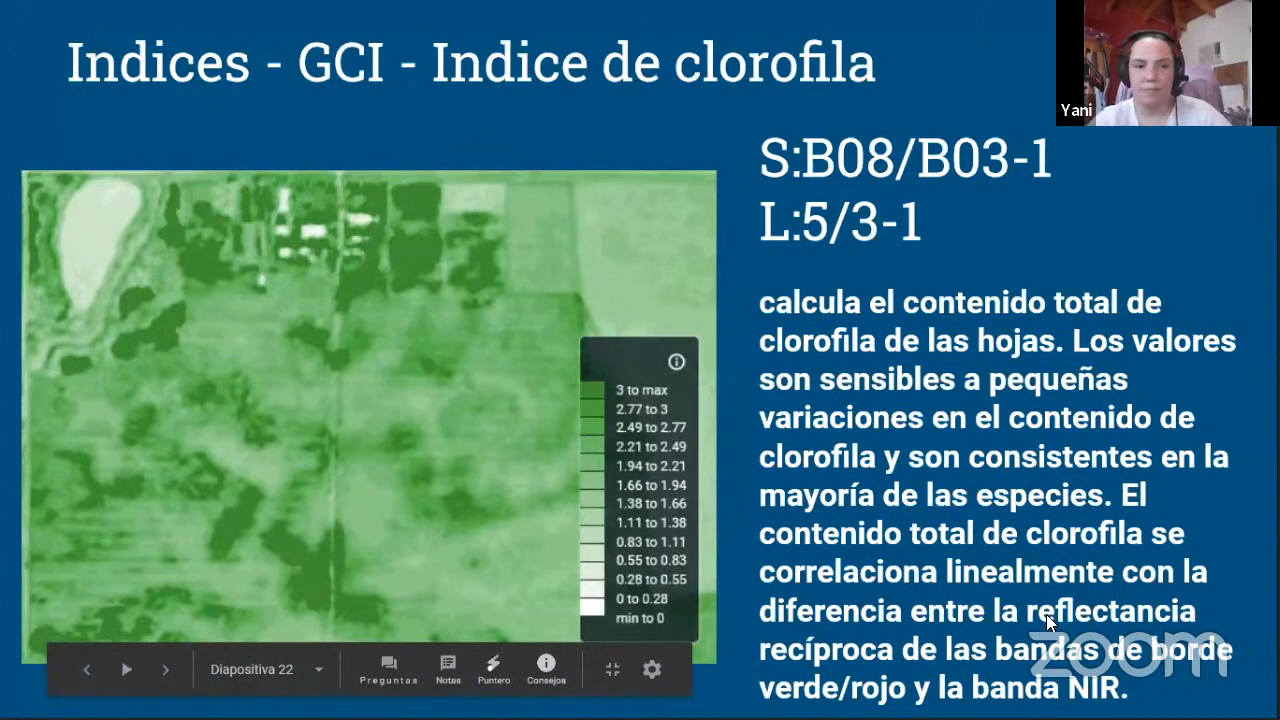 Indices - GCI - Indice de clorofila
Yani
S:B08/B03-1
L:5/3-1
calcula el contenido total de
clorofila de las hojas. Los valores
son sensibles a pequeñas
variaciones en el contenido de
clorofila y son consistentes en la
mayoría de las especies. El
contenido total de clorofila se
correlaciona linealmente con la
diferencia entre la reflectancia
recíproca de las bandas de borde
verde/rojo y la banda NIR.
3 to max
2.77 to 3
2.49 to 2.77
2.21 to 2.49
1.94 to 2.21
1.66 to 1.94
1.38 to 1.66
1.11 to 1.38
0.83 to 1.11
0.55 to 0.83
0.28 to 0.55
0 to 0.28
min to 0
Diapositiva 22
Preguntas
Notas
Puntero
Consejos
zoom